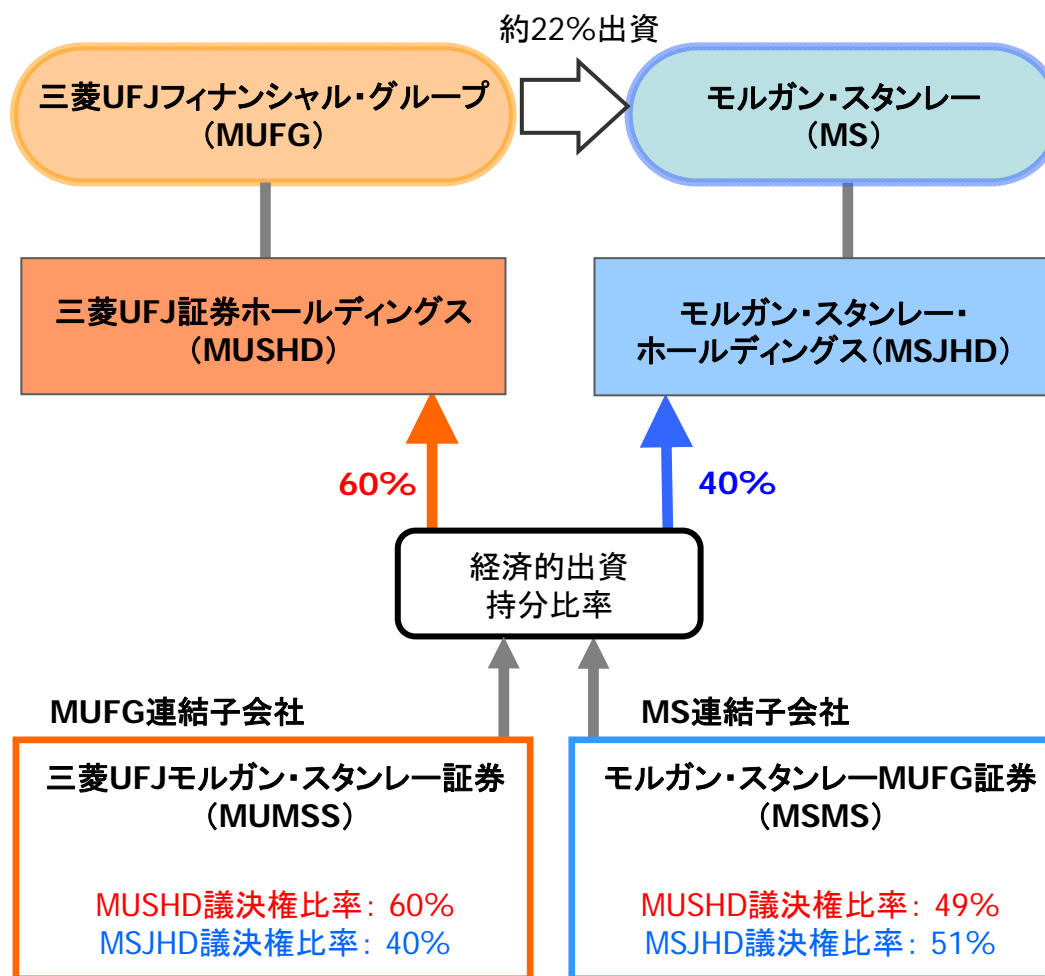 約22%出資
三菱UFJフィナンシャル・グループ
（MUFG）
モルガン・スタンレー
（MS）
三菱UFJ証券ホールディングス
（MUSHD）
モルガン・スタンレー・
ホールディングス（MSJHD）
60%
40%
経済的出資
持分比率
MUFG連結子会社
三菱UFJモルガン・スタンレー証券
（MUMSS）
MUSHD議決権比率： 60%
MSJHD議決権比率： 40%
MS連結子会社
モルガン・スタンレーMUFG証券
（MSMS）
MUSHD議決権比率： 49%
MSJHD議決権比率： 51%